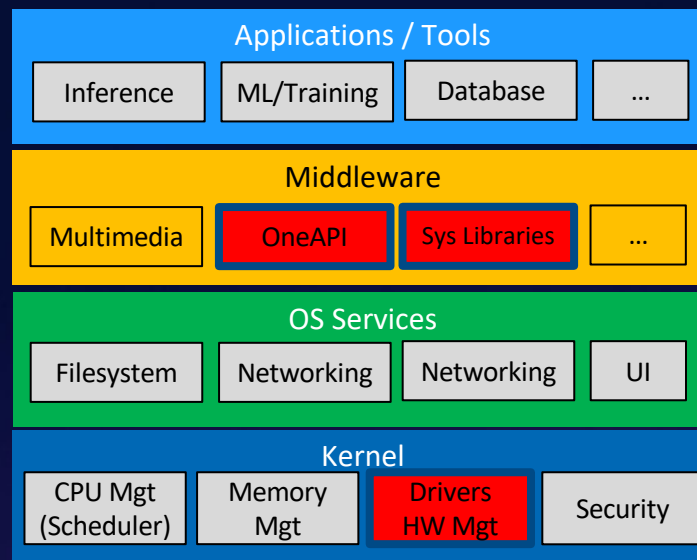 Applications / Tools
Inference
ML/Training
Database
...
Middleware
Multimedia
OneAPI
Sys Libraries
...
OS Services
Filesystem
Networking
Networking
UI
Kernel
CPU Mgt
(Scheduler)
Memory
Mgt
Drivers
HW Mgt
Security